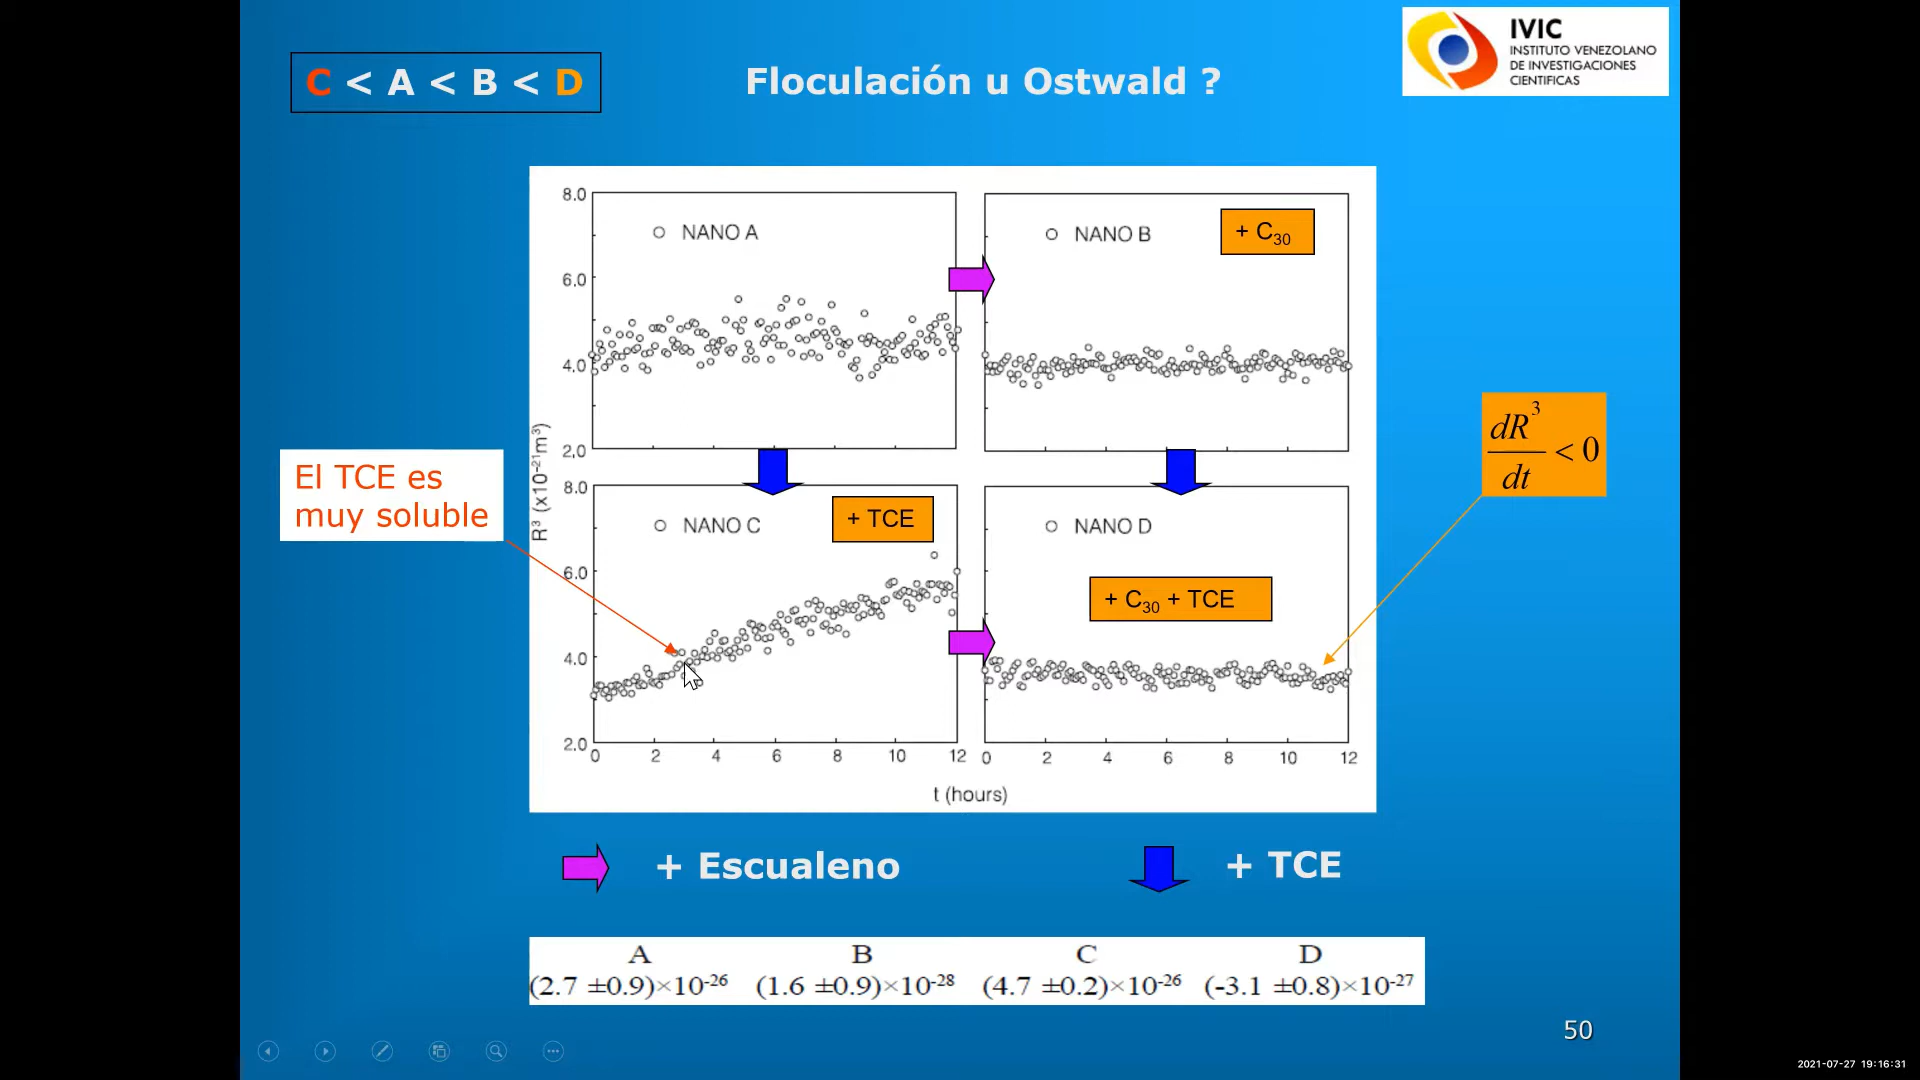 C < A < B < D
Floculación u Ostwald ?
IVIC
INSTITUTO VENEZOLANO
DE INVESTIGACIONES
CIENTIFICAS
8.0
6.0
4.0
2.0
NANO A
NANO B
+ C30
R³ (x10⁻²¹m³)
8.0
6.0
4.0
2.0
NANO C
+ TCE
NANO D
+ C30 + TCE
0 2 4 6 8 10 12
0 2 4 6 8 10 12
t (hours)
El TCE es
muy soluble
dR³
dt
< 0
+ Escualeno
+ TCE
A B C D
(2.7 ±0.9)×10⁻²⁶ (1.6 ±0.9)×10⁻²⁸ (4.7 ±0.2)×10⁻²⁶ (-3.1 ±0.8)×10⁻²⁷
50
2021-07-27 19:16:31